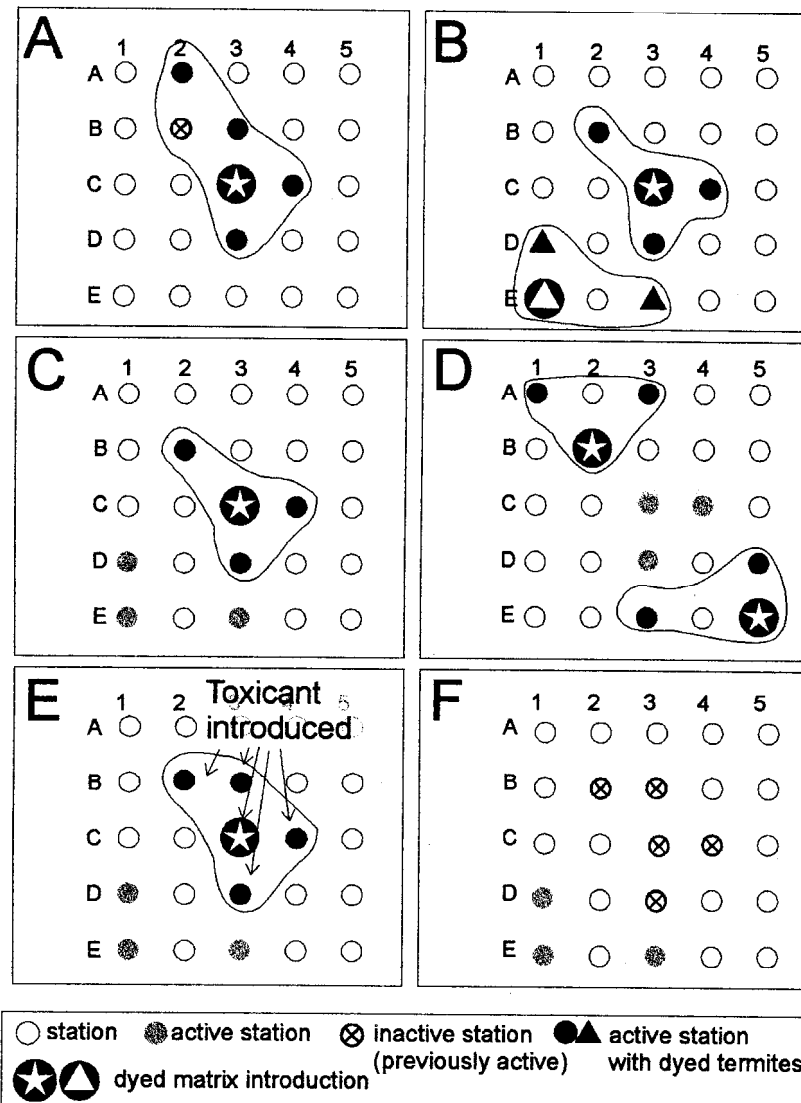 A
1 2 3 4 5
A
B
C
D
E
B
1 2 3 4 5
A
B
C
D
E
C
1 2 3 4 5
A
B
C
D
E
D
1 2 3 4 5
A
B
C
D
E
E
1 2 3 5
Toxicant
introduced
A
B
C
D
E
F
1 2 3 4 5
A
B
C
D
E
station active station inactive station active station
(previously active) with dyed termites
dyed matrix introduction